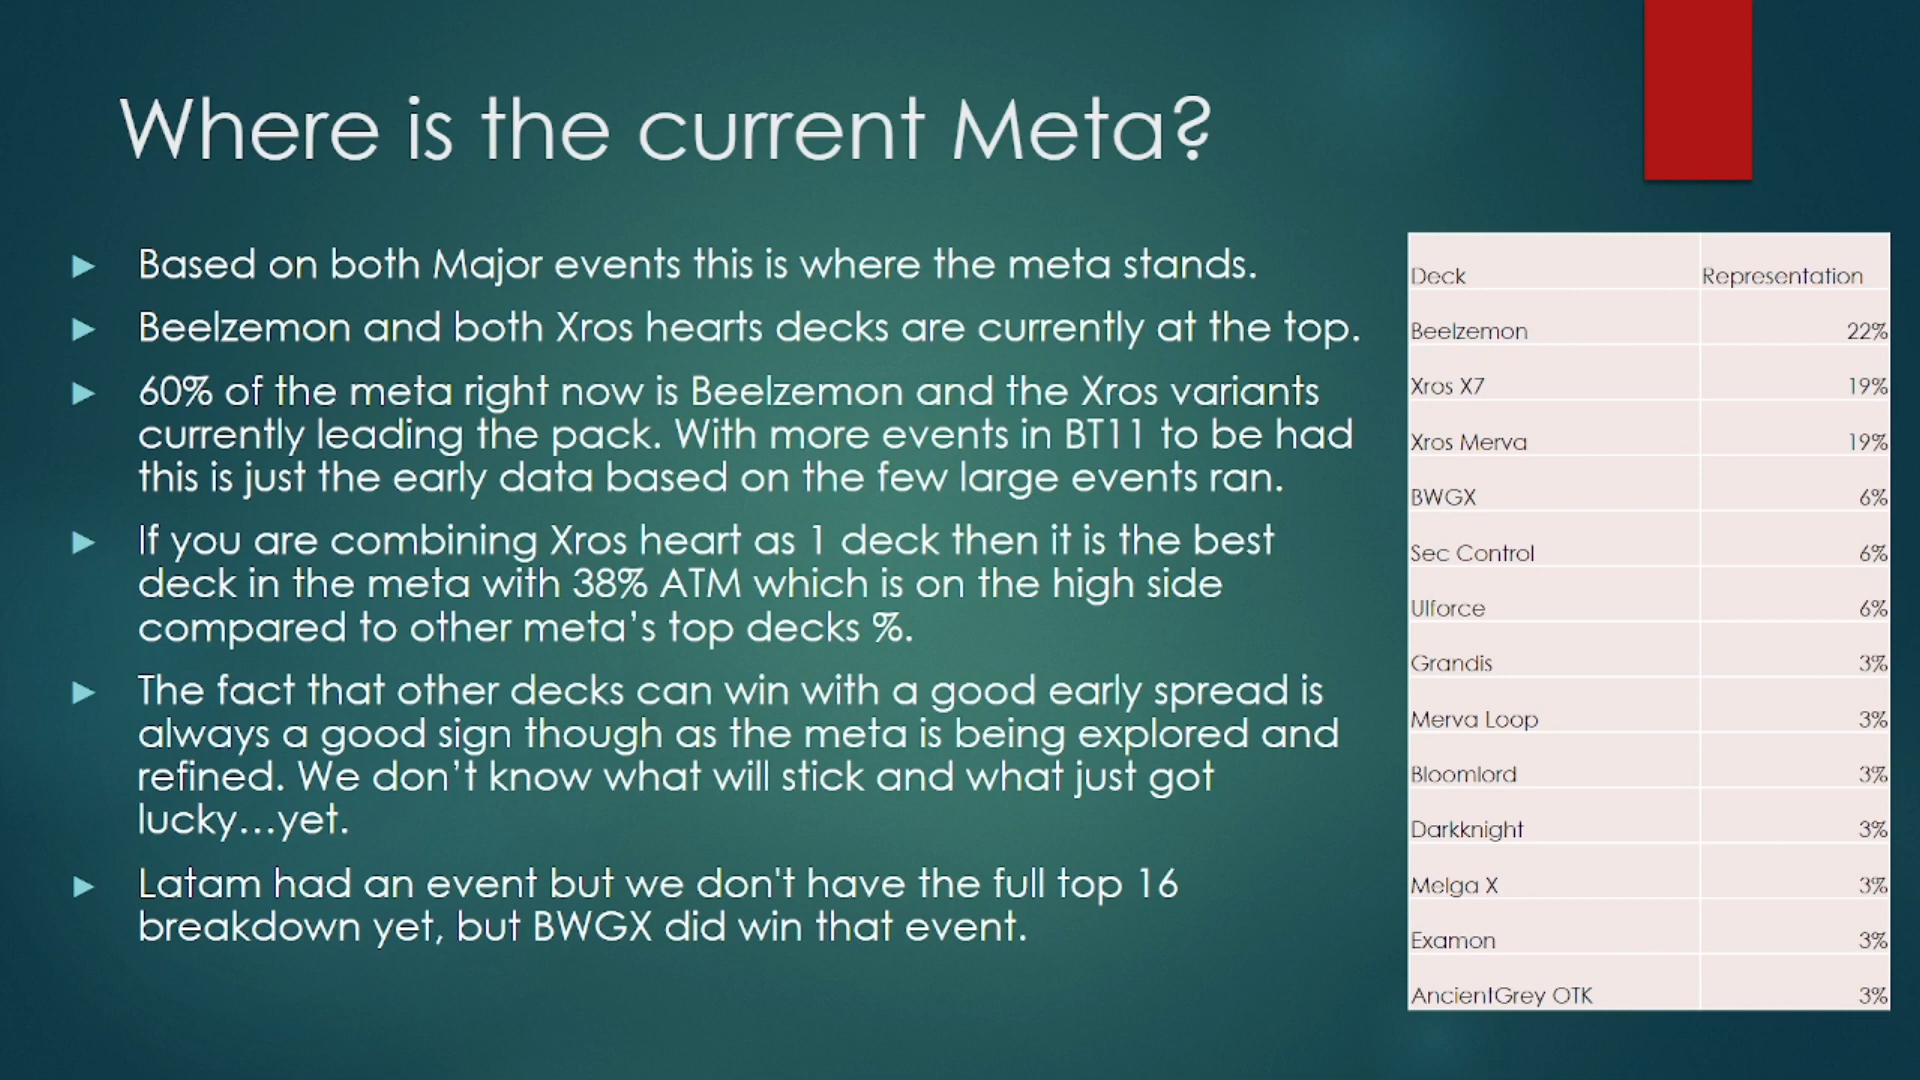 Where is the current Meta?
Based on both Major events this is where the meta stands.
Beelzemon and both Xros hearts decks are currently at the top.
60% of the meta right now is Beelzemon and the Xros variants
currently leading the pack. With more events in BT11 to be had
this is just the early data based on the few large events ran.
If you are combining Xros heart as 1 deck then it is the best
deck in the meta with 38% ATM which is on the high side
compared to other meta’s top decks %.
The fact that other decks can win with a good early spread is
always a good sign though as the meta is being explored and
refined. We don’t know what will stick and what just got
lucky…yet.
Latam had an event but we don't have the full top 16
breakdown yet, but BWGX did win that event.
Deck Representation
Beelzemon 22%
Xros X7 19%
Xros Merva 19%
BWGX 6%
Sec Control 6%
Ulforce 6%
Grandis 3%
Merva Loop 3%
Bloomlord 3%
Darkknight 3%
Melga X 3%
Examon 3%
AncientGrey OTK 3%